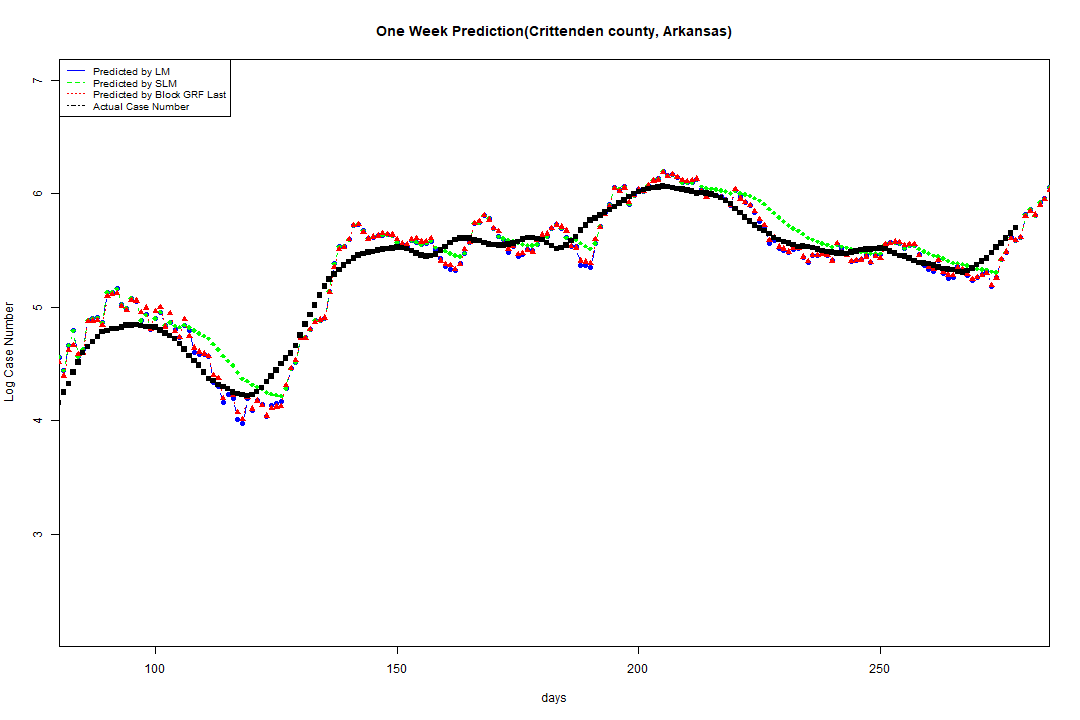 One Week Prediction(Crittenden county, Arkansas)
Predicted by LM
Predicted by SLM
Predicted by Block GRF Last
Actual Case Number
7
6
5
4
3
Log Case Number
100 150 200 250
days